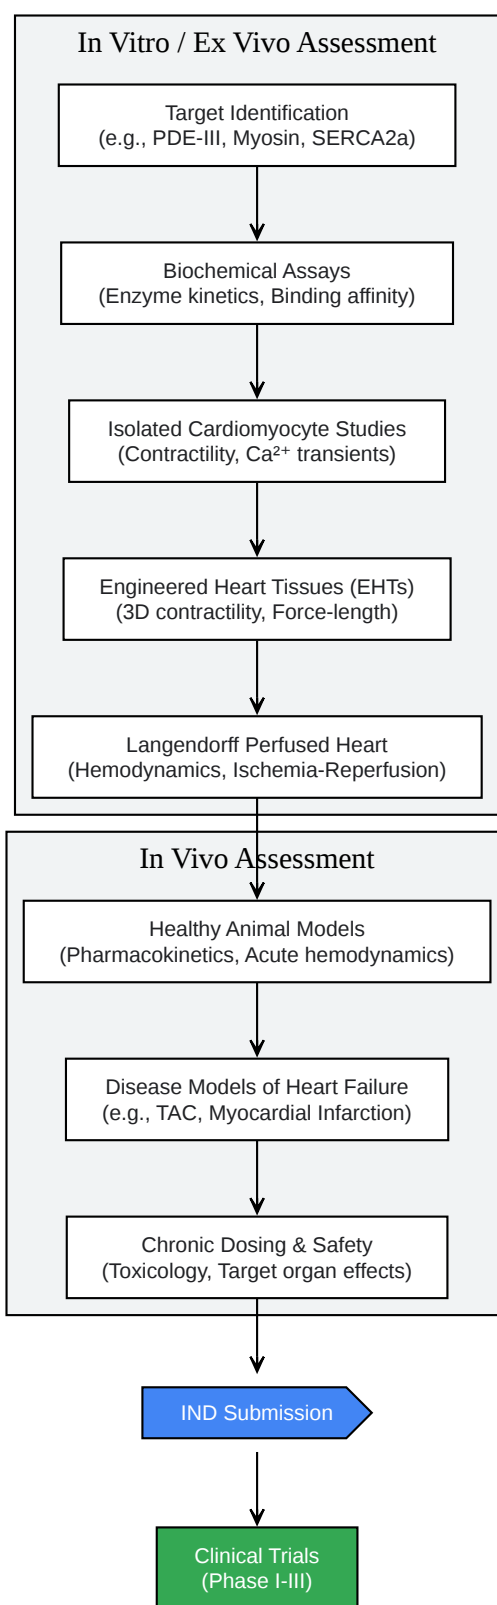 In Vitro / Ex Vivo Assessment
Target Identification
(e.g., PDE-III, Myosin, SERCA2a)
Biochemical Assays
(Enzyme kinetics, Binding affinity)
Isolated Cardiomyocyte Studies
(Contractility, Ca²⁺ transients)
Engineered Heart Tissues (EHTs)
(3D contractility, Force-length)
Langendorff Perfused Heart
(Hemodynamics, Ischemia-Reperfusion)
In Vivo Assessment
Healthy Animal Models
(Pharmacokinetics, Acute hemodynamics)
Disease Models of Heart Failure
(e.g., TAC, Myocardial Infarction)
Chronic Dosing & Safety
(Toxicology, Target organ effects)
IND Submission
Clinical Trials
(Phase I-III)